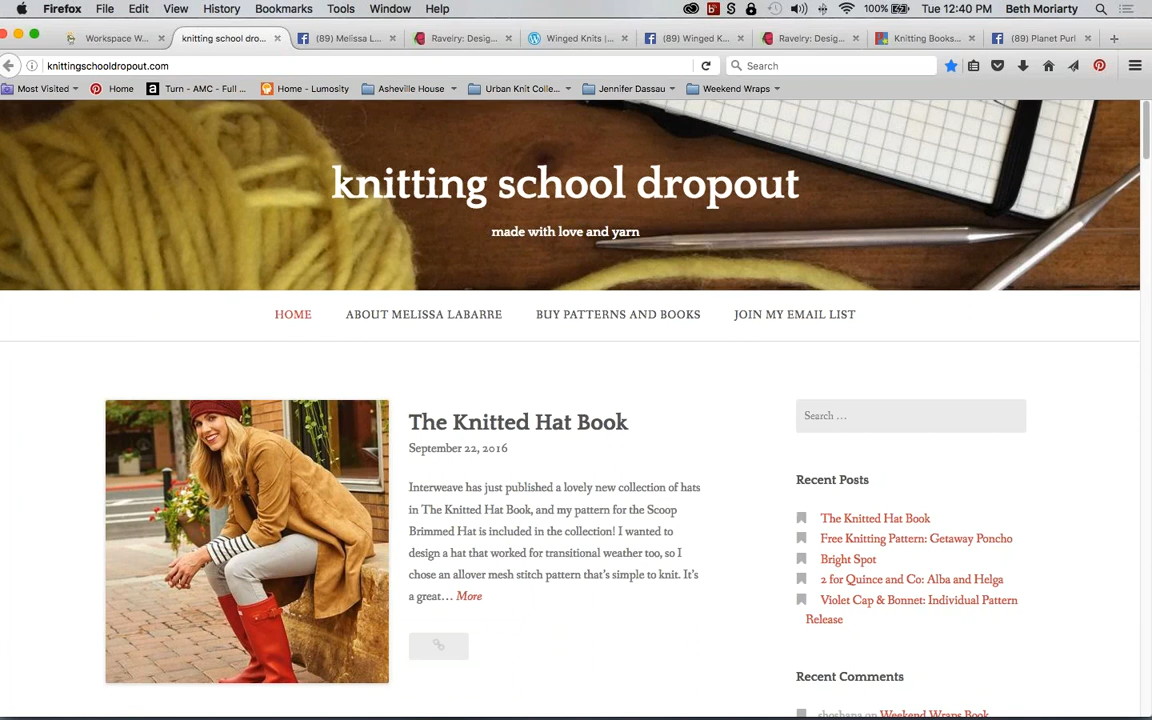 Firefox File Edit View History Bookmarks Tools Window Help 100% Tue 12:40 PM Beth Moriarty
Workspace W... knitting school dro... (89) Melissa L... Ravelry: Desig... Winged Knits |... (89) Winged K... Ravelry: Desig... Knitting Books... (89) Planet Purl
knittingschooldropout.com Search
Most Visited Home Turn - AMC - Full ... Home - Lumosity Asheville House Urban Knit Colle... Jennifer Dassau Weekend Wraps
knitting school dropout
made with love and yarn
HOME ABOUT MELISSA LABARRE BUY PATTERNS AND BOOKS JOIN MY EMAIL LIST
The Knitted Hat Book
September 22, 2016
Interweave has just published a lovely new collection of hats
in The Knitted Hat Book, and my pattern for the Scoop
Brimmed Hat is included in the collection! I wanted to
design a hat that worked for transitional weather too, so I
chose an allover mesh stitch pattern that's simple to knit. It's
a great... More
Search ...
Recent Posts
The Knitted Hat Book
Free Knitting Pattern: Getaway Poncho
Bright Spot
2 for Quince and Co: Alba and Helga
Violet Cap & Bonnet: Individual Pattern
Release
Recent Comments
shoshana on Weekend Wraps Book